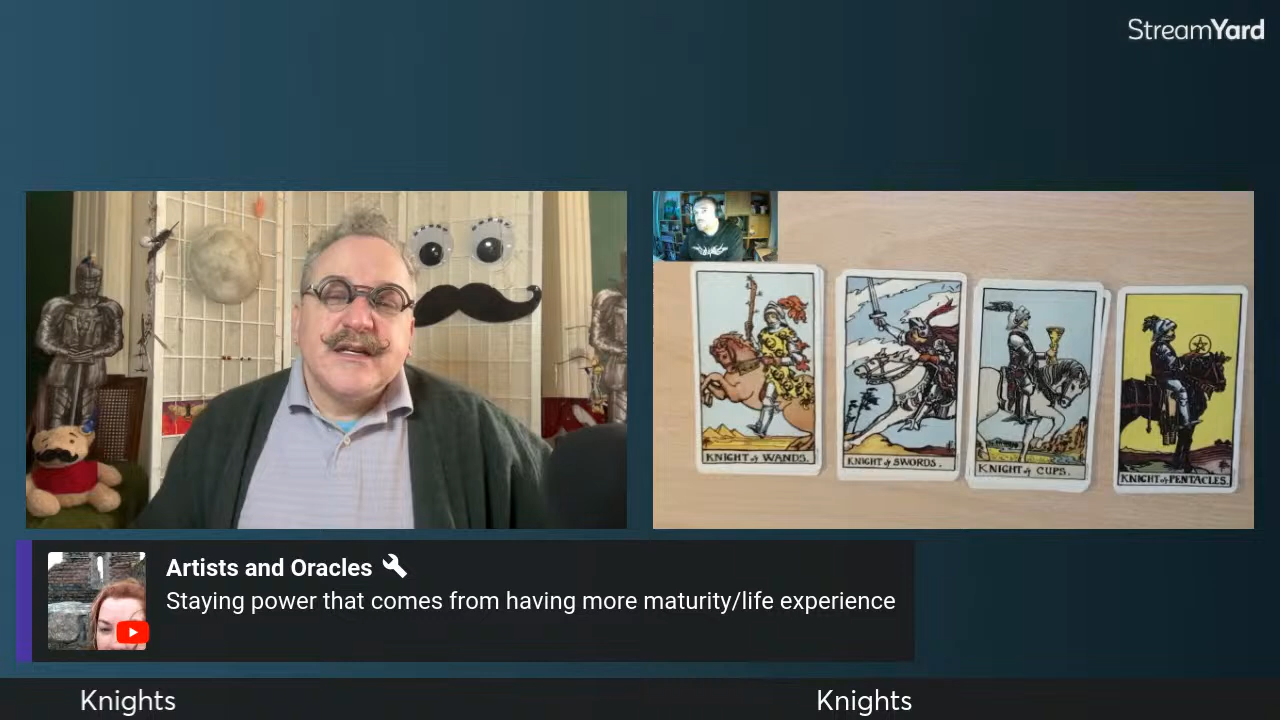 StreamYard
KNIGHT of WANDS.
KNIGHT of SWORDS.
KNIGHT of CUPS.
KNIGHT of PENTACLES.
Artists and Oracles
Staying power that comes from having more maturity/life experience
Knights
Knights